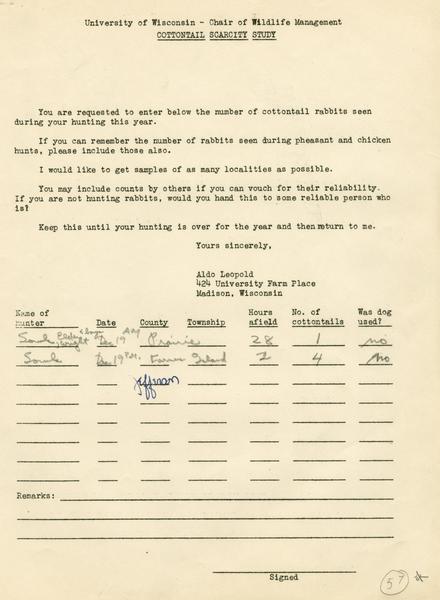 University of Wisconsin - Chair of Wildlife Management
COTTONTAIL SCARCITY STUDY
You are requested to enter below the number of cottontail rabbits seen
during your hunting this year.
If you can remember the number of rabbits seen during pheasant and chicken
hunts, please include those also.
I would like to get samples of as many localities as possible.
You may include counts by others if you can vouch for their reliability.
If you are not hunting rabbits, would you hand this to some reliable person who
is?
Keep this until your hunting is over for the year and then return to me.
Yours sincerely,
Aldo Leopold
424 University Farm Place
Madison, Wisconsin
Name of hunter Date County Township Hours afield No. of cottontails Was dog used?
Dec 19 Prairie 28 1 no
Dec 19 P.M. Farm Island 2 4 no
Jefferson
Remarks:
Signed
57